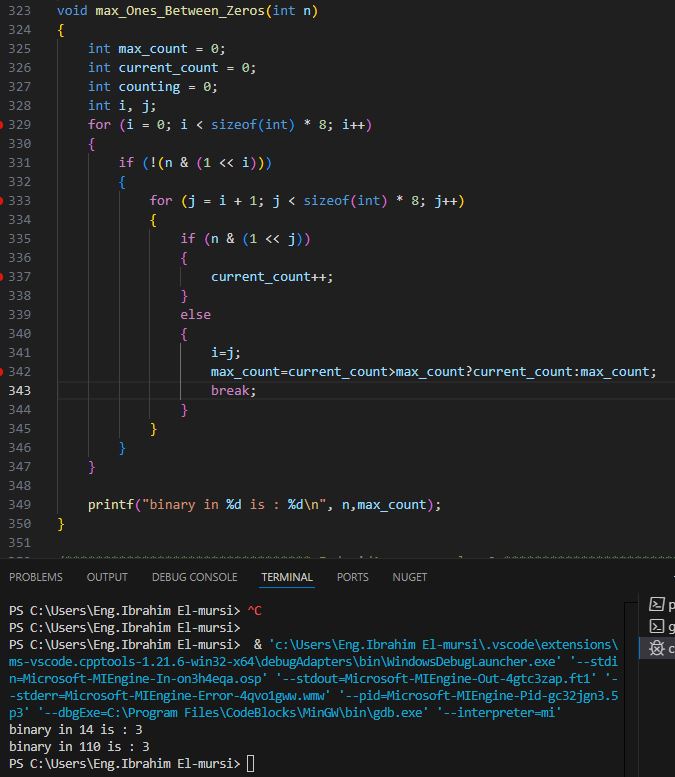 323 void max_Ones_Between_Zeros(int n)
324 {
325 int max_count = 0;
326 int current_count = 0;
327 int counting = 0;
328 int i, j;
329 for (i = 0; i < sizeof(int) * 8; i++)
330 {
331 if (!(n & (1 << i)))
332 {
333 for (j = i + 1; j < sizeof(int) * 8; j++)
334 {
335 if (n & (1 << j))
336 {
337 current_count++;
338 }
339 else
340 {
341 i=j;
342 max_count=current_count>max_count?current_count:max_count;
343 break;
344 }
345 }
346 }
347 }
348
349 printf("binary in %d is : %d\n", n,max_count);
350 }
351
PROBLEMS OUTPUT DEBUG CONSOLE TERMINAL PORTS NUGET
PS C:\Users\Eng.Ibrahim El-mursi> ^C
PS C:\Users\Eng.Ibrahim El-mursi>
PS C:\Users\Eng.Ibrahim El-mursi> & 'c:\Users\Eng.Ibrahim El-mursi\.vscode\extensions\
ms-vscode.cpptools-1.21.6-win32-x64\debugAdapters\bin\WindowsDebugLauncher.exe' '--stdi
n=Microsoft-MIEngine-In-on3h4eqa.osp' '--stdout=Microsoft-MIEngine-Out-4gtc3zap.ft1' '-
-stderr=Microsoft-MIEngine-Error-4qvo1gww.wmw' '--pid=Microsoft-MIEngine-Pid-gc32jgn3.5
p3' '--dbgExe=C:\Program Files\CodeBlocks\MinGW\bin\gdb.exe' '--interpreter=mi'
binary in 14 is : 3
binary in 110 is : 3
PS C:\Users\Eng.Ibrahim El-mursi>
p
g
c